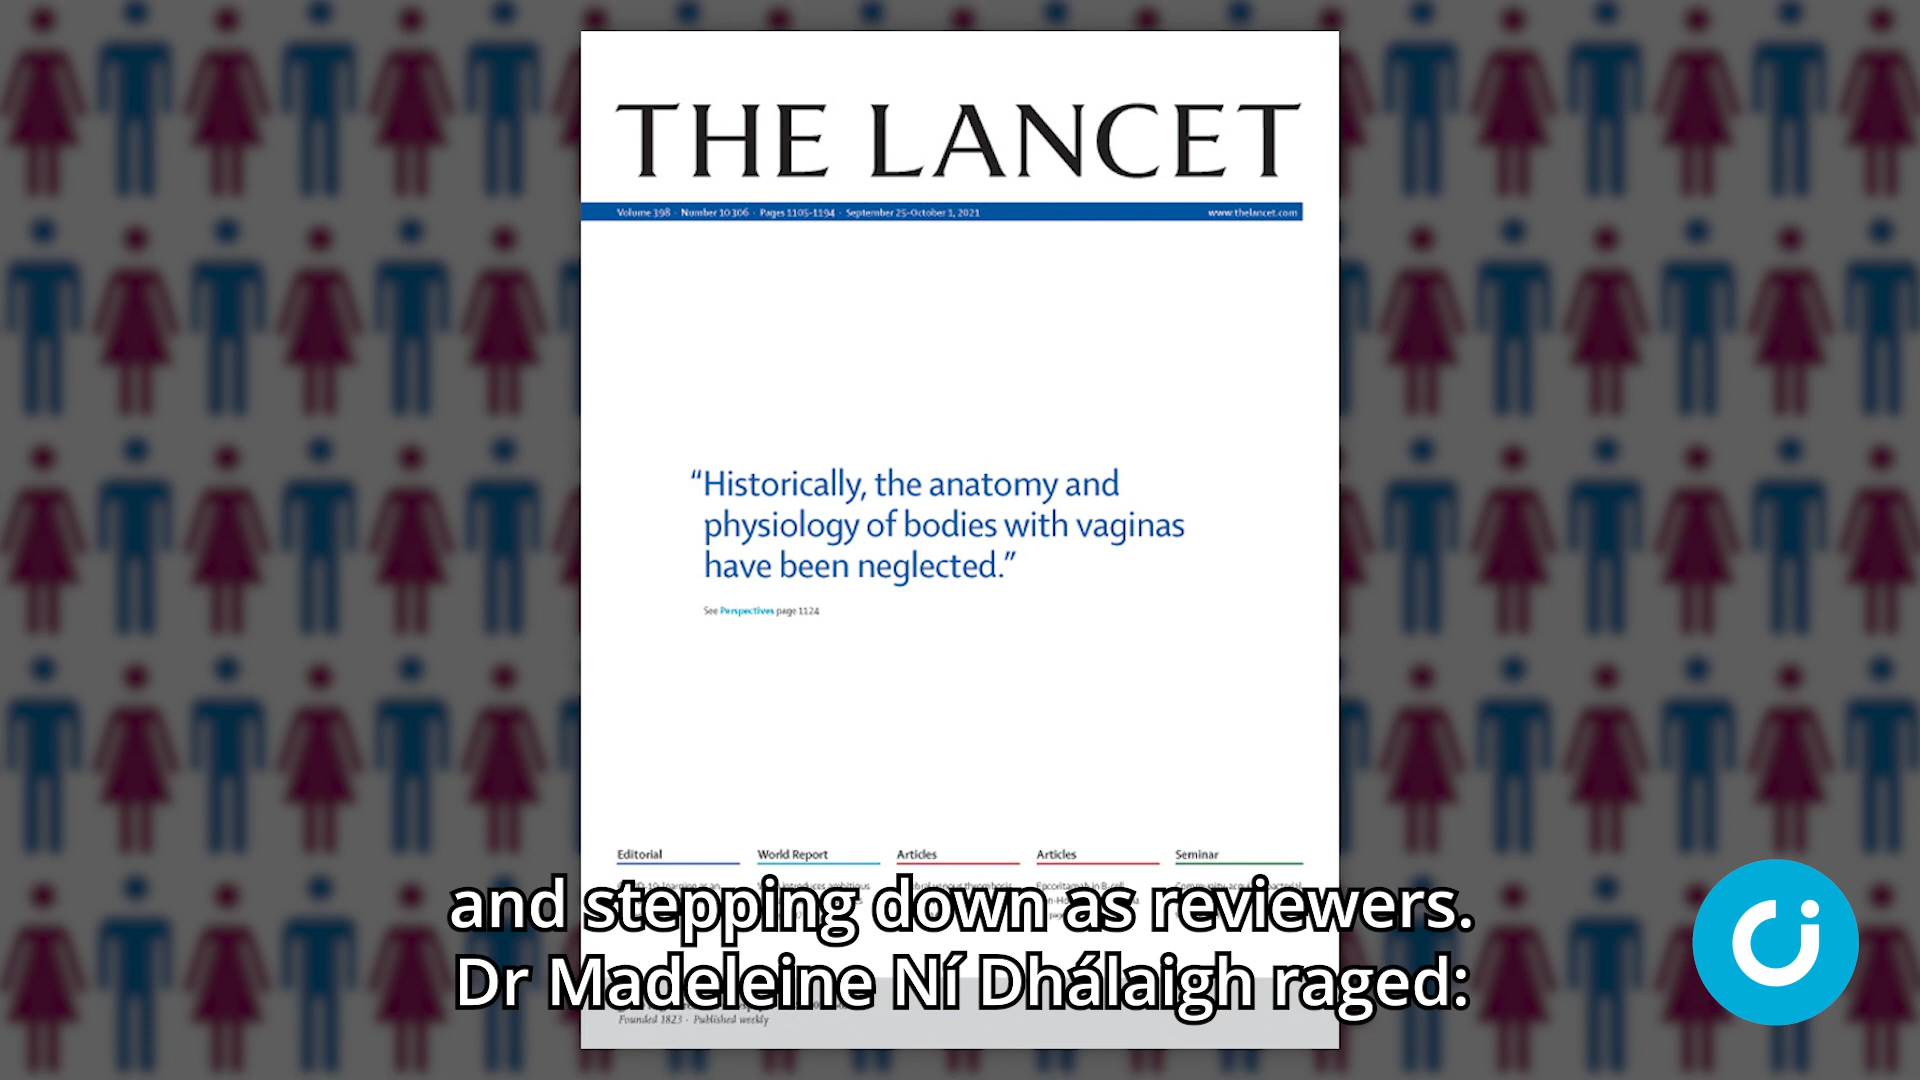 THE LANCET
Volume 398 · Number 10306 · Pages 1105-1194 · September 25-October 1, 2021
www.thelancet.com
“Historically, the anatomy and
physiology of bodies with vaginas
have been neglected.”
See Perspectives page 1124
Editorial
World Report
Articles
Articles
Seminar
and stepping down as reviewers.
Dr Madeleine Ní Dhálaigh raged:
Founded 1823 · Published weekly